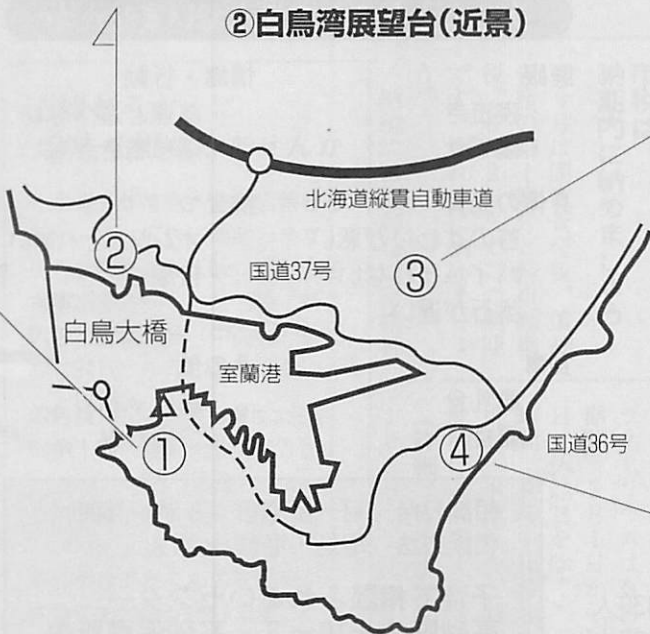 ②白鳥湾展望台(近景)
北海道縦貫自動車道
②
国道37号
③
白鳥大橋
室蘭港
①
④
国道36号